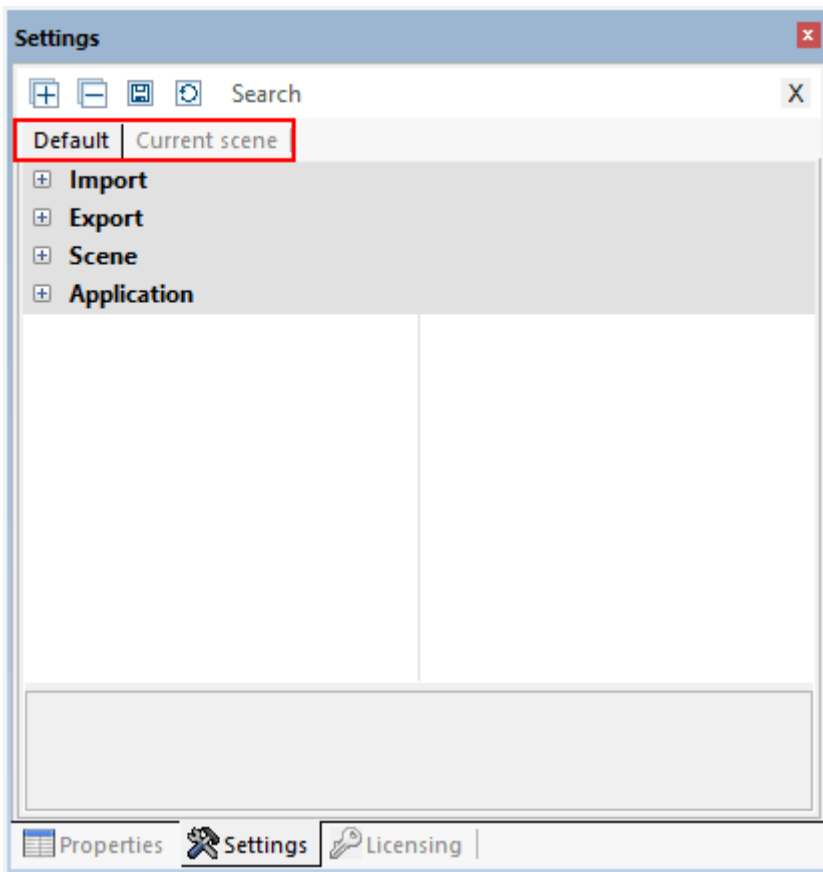 Settings
Search X
Default Current scene
Import
Export
Scene
Application
Properties Settings Licensing